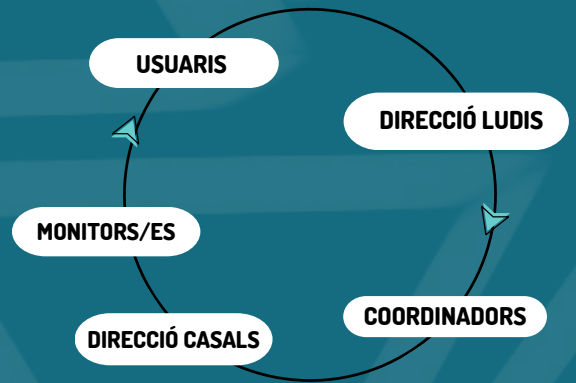 USUARIS
DIRECCIÓ LUDIS
MONITORS/ES
COORDINADORS
DIRECCIÓ CASALS